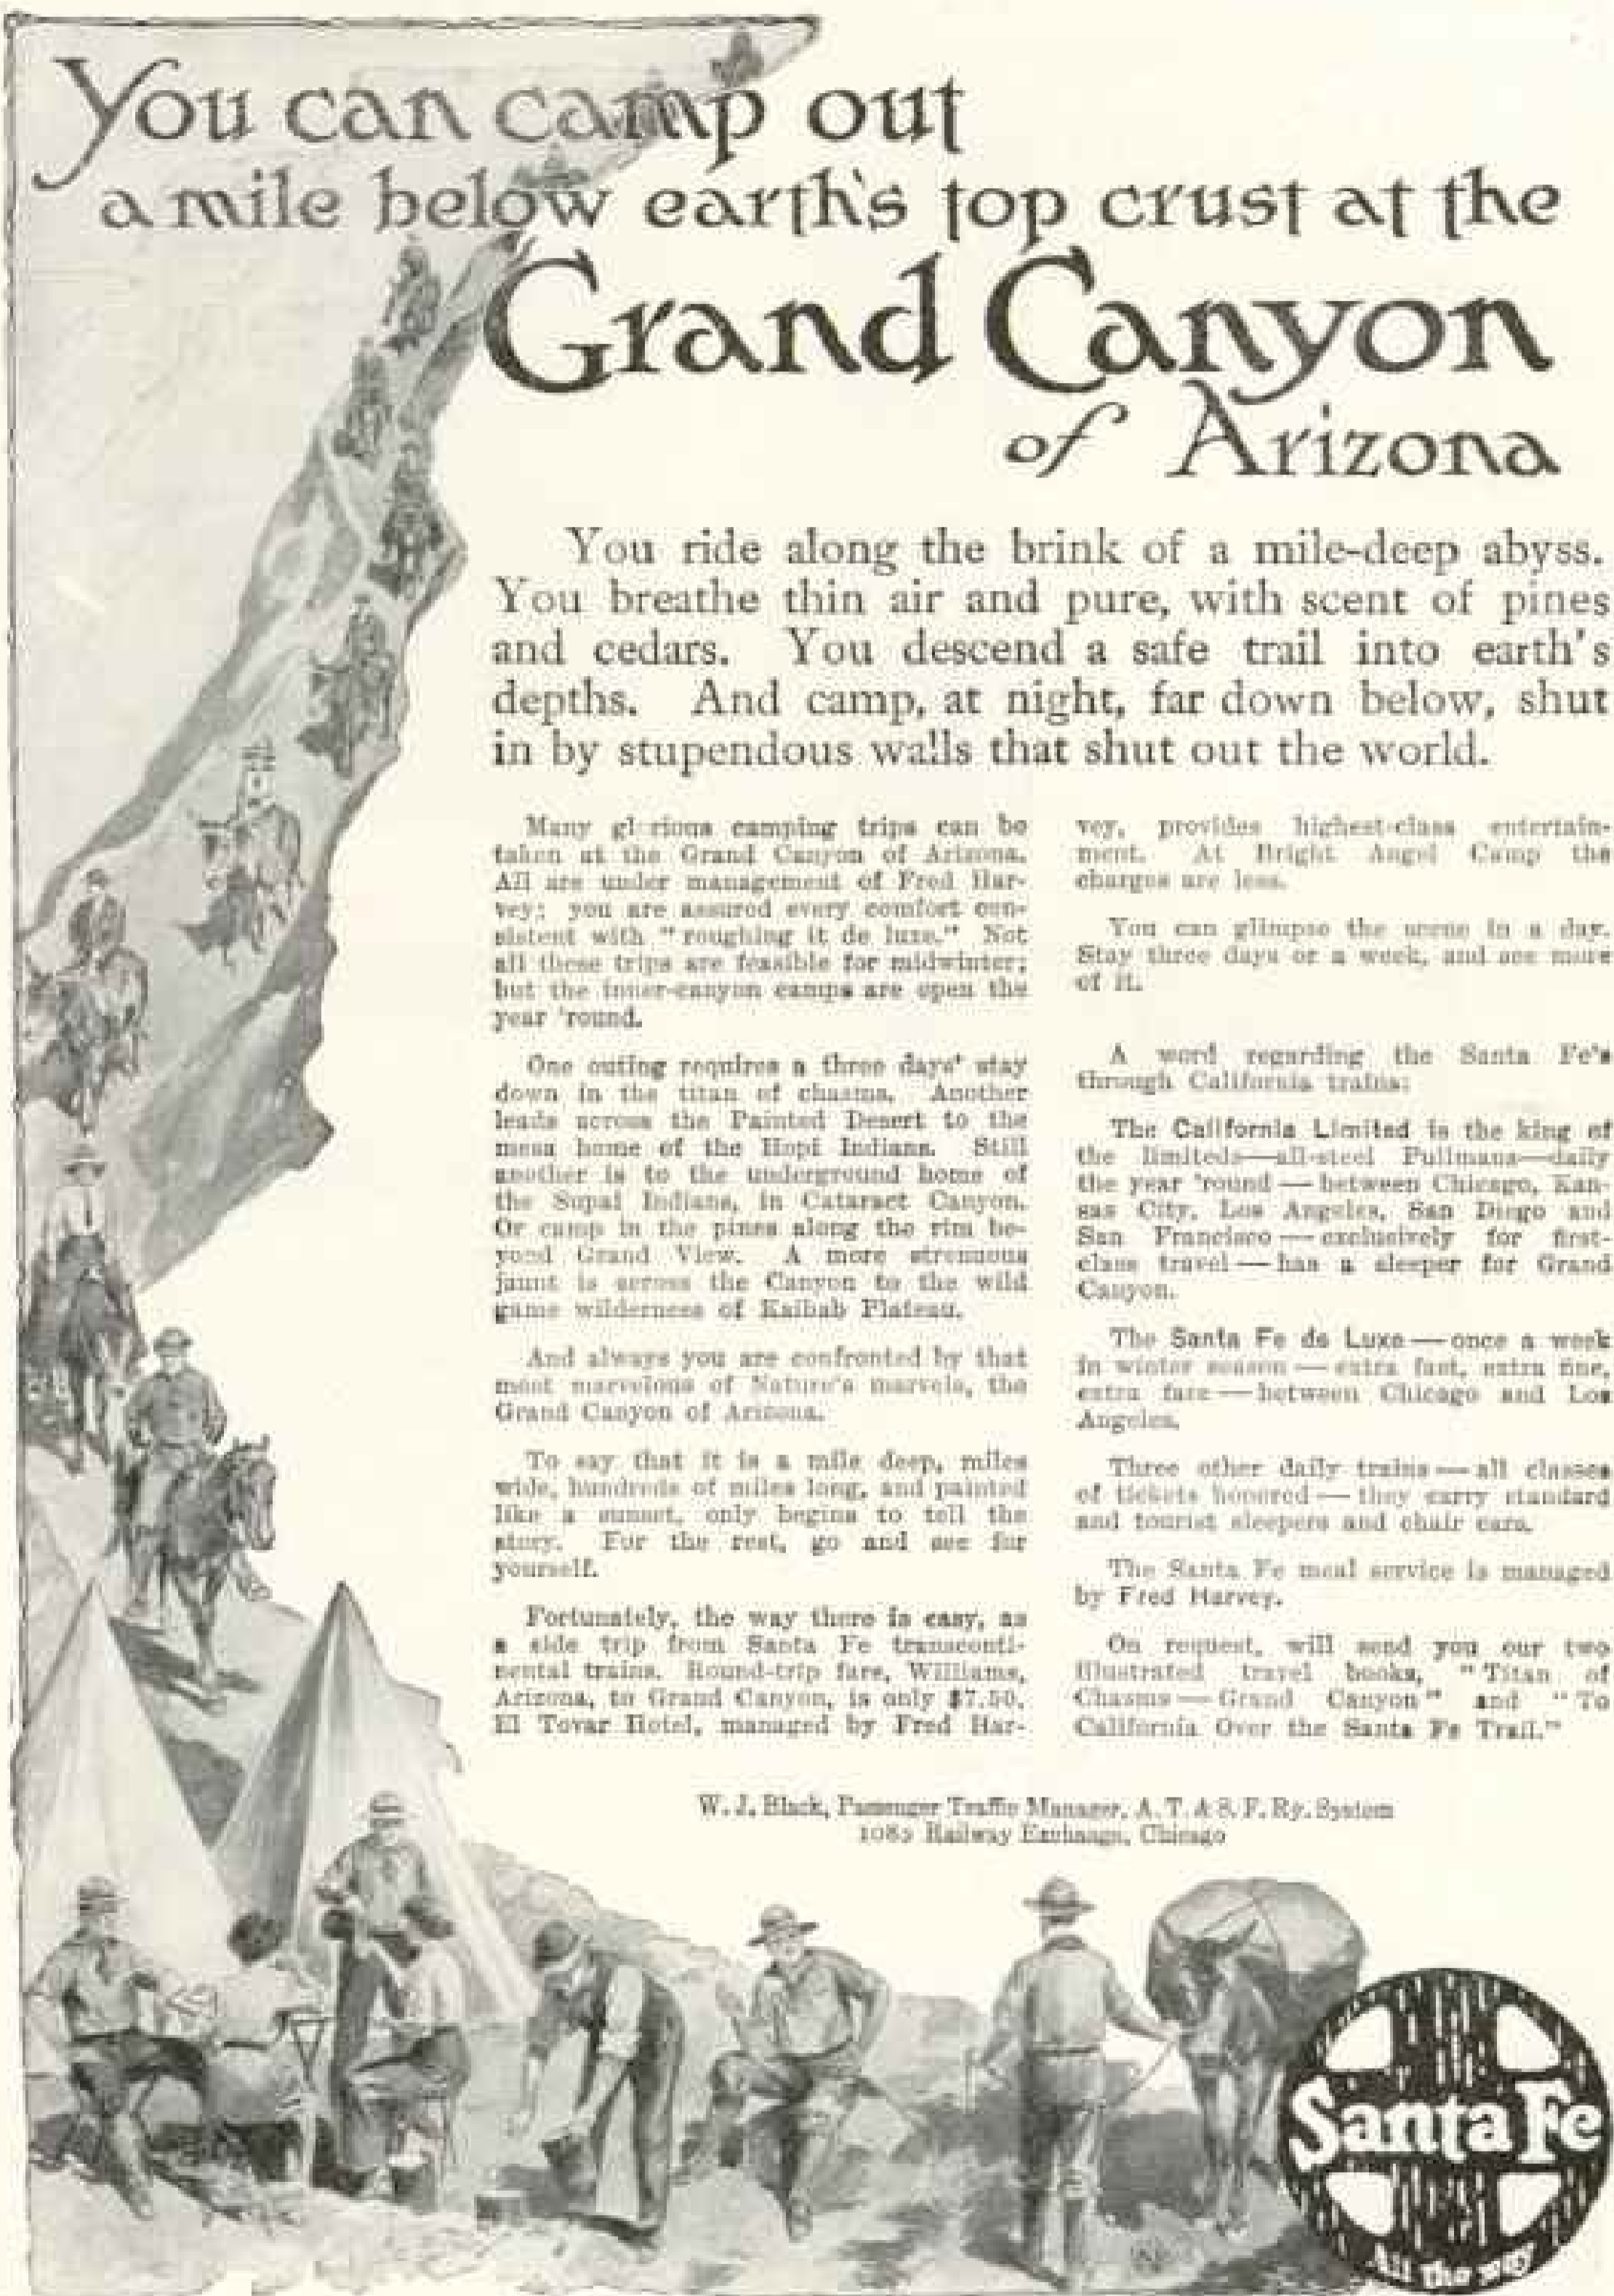 You can camp out
a mile below earth's top crust at the
Grand Canyon
of Arizona
You ride along the brink of a mile-deep abyss.
You breathe thin air and pure, with scent of pines
and cedars. You descend a safe trail into earth's
depths. And camp, at night, far down below, shut
in by stupendous walls that shut out the world.
Many glorious camping trips can be
taken at the Grand Canyon of Arizona.
All are under management of Fred Har-
vey; you are assured every comfort con-
sistent with "roughing it de luxe." Not
all these trips are feasible for midwinter;
but the inner-canyon camps are open the
year 'round.
One outing requires a three days' stay
down in the titan of chasms. Another
leads across the Painted Desert to the
mesa home of the Hopi Indians. Still
another is to the underground home of
the Supai Indians, in Cataract Canyon.
Or camp in the pines along the rim be-
yond Grand View. A more strenuous
jaunt is across the Canyon to the wild
game wilderness of Kaibab Plateau.
And always you are confronted by that
most marvelous of Nature's marvels, the
Grand Canyon of Arizona.
To say that it is a mile deep, miles
wide, hundreds of miles long, and painted
like a sunset, only begins to tell the
story. For the rest, go and see for
yourself.
Fortunately, the way there is easy, as
a side trip from Santa Fe transconti-
nental trains. Round-trip fare, Williams,
Arizona, to Grand Canyon, is only $7.50.
El Tovar Hotel, managed by Fred Har-
vey, provides highest-class entertain-
ment. At Bright Angel Camp the
charges are less.
You can glimpse the scene in a day.
Stay three days or a week, and see more
of it.
A word regarding the Santa Fe's
through California trains:
The California Limited is the king of
the limiteds—all-steel Pullmans—daily
the year 'round—between Chicago, Kan-
sas City, Los Angeles, San Diego and
San Francisco—exclusively for first-
class travel—has a sleeper for Grand
Canyon.
The Santa Fe de Luxe—once a week
in winter season—extra fast, extra fine,
extra fare—between Chicago and Los
Angeles.
Three other daily trains—all classes
of tickets honored—they carry standard
and tourist sleepers and chair cars.
The Santa Fe meal service is managed
by Fred Harvey.
On request, will send you our two
illustrated travel books, "Titan of
Chasms—Grand Canyon" and "To
California Over the Santa Fe Trail."
W. J. Black, Passenger Traffic Manager, A. T. & S. F. Ry. System
Railway Exchange, Chicago
Santa Fe
All the way